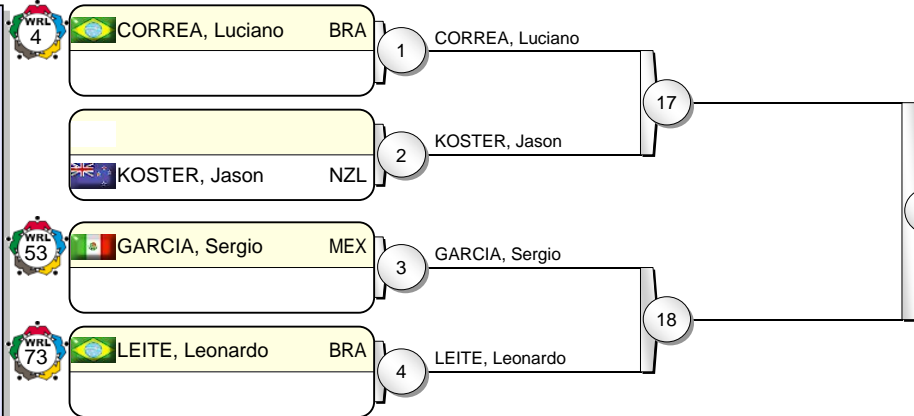 WRL
4
CORREA, Luciano BRA
1
CORREA, Luciano
17
2
KOSTER, Jason
KOSTER, Jason NZL
WRL
53
GARCIA, Sergio MEX
3
GARCIA, Sergio
18
WRL
73
LEITE, Leonardo BRA
4
LEITE, Leonardo